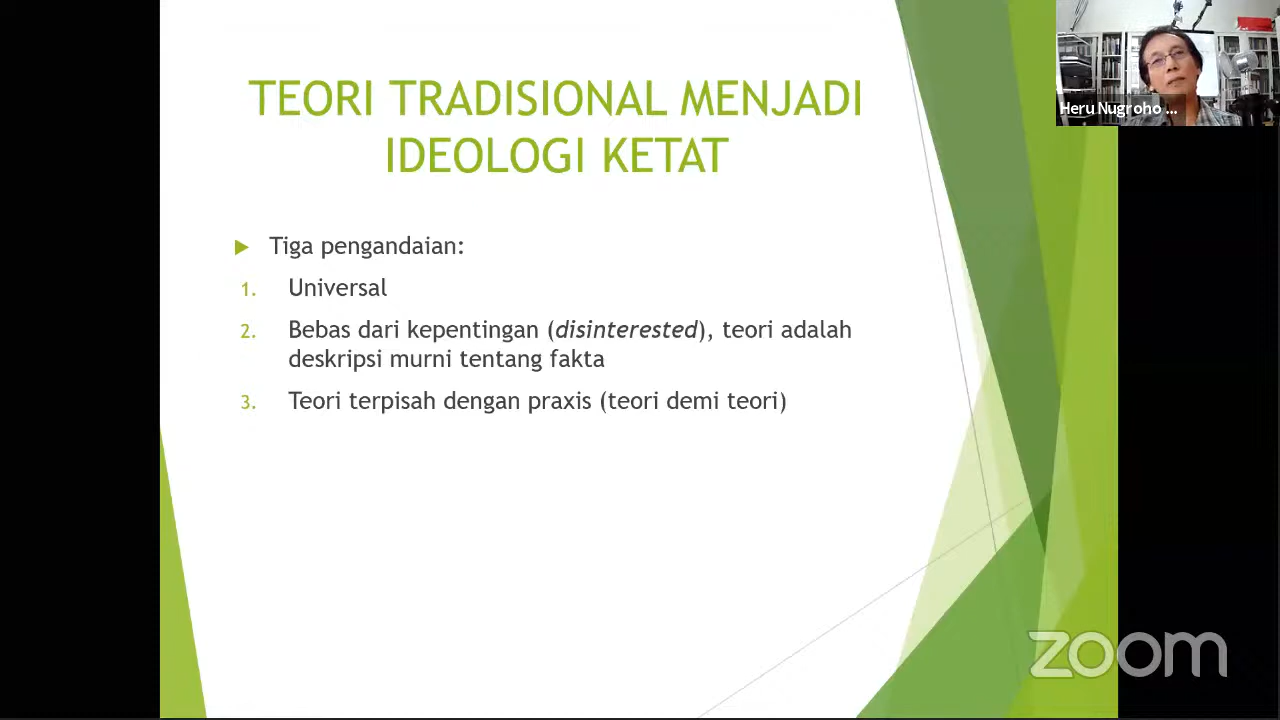 TEORI TRADISIONAL MENJADI
IDEOLOGI KETAT
Tiga pengandaian:
1. Universal
2. Bebas dari kepentingan (disinterested), teori adalah
deskripsi murni tentang fakta
3. Teori terpisah dengan praxis (teori demi teori)
Heru Nugroho ...
zoom